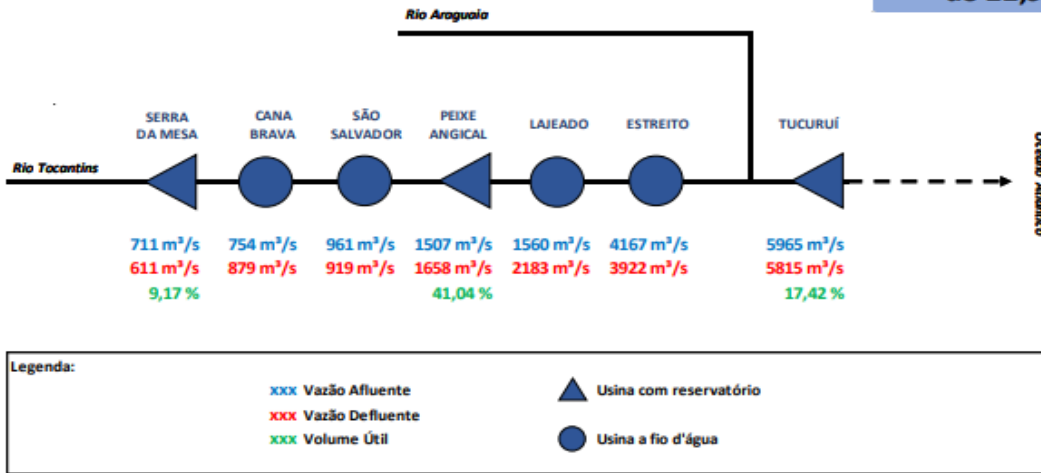 Rio Araguaia
SERRA
DA MESA
CANA
BRAVA
SÃO
SALVADOR
PEIXE
ANGICAL
LAJEADO
ESTREITO
TUCURUÍ
Rio Tocantins
711 m³/s 754 m³/s 961 m³/s 1507 m³/s 1560 m³/s 4167 m³/s 5965 m³/s
611 m³/s 879 m³/s 919 m³/s 1658 m³/s 2183 m³/s 3922 m³/s 5815 m³/s
9,17 % 41,04 % 17,42 %
Legenda:
xxx Vazão Afluente
xxx Vazão Defluente
xxx Volume Útil
Usina com reservatório
Usina a fio d'água